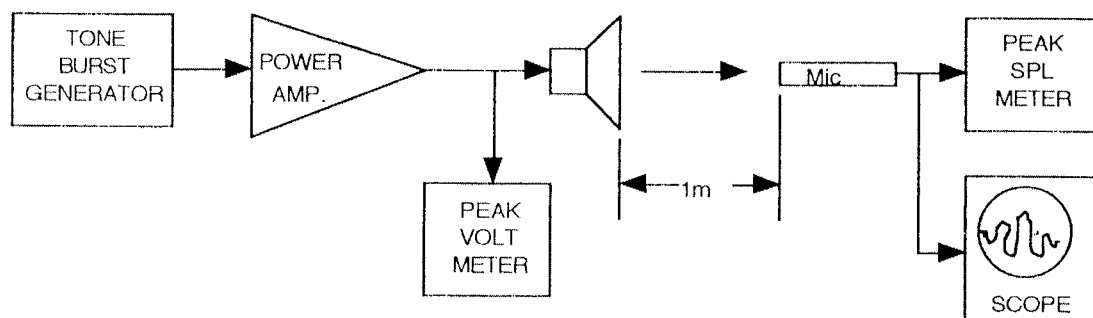 TONE
BURST
GENERATOR
POWER
AMP.
PEAK
VOLT
METER
1m
Mic
PEAK
SPL
METER
SCOPE